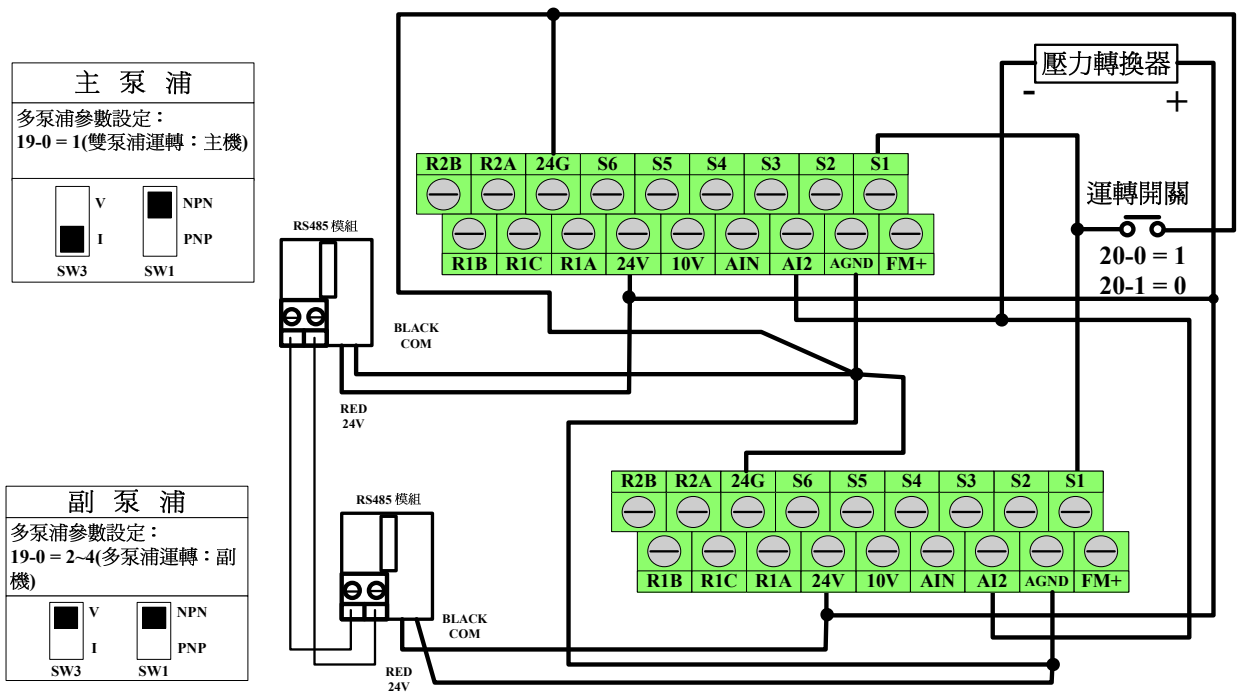 主 泵 浦
多泵浦參數設定：
19-0 = 1(雙泵浦運轉：主機)
V
NPN
I
PNP
SW3
SW1
壓力轉換器
-
+
R2B R2A 24G S6 S5 S4 S3 S2 S1
R1B R1C R1A 24V 10V AIN AI2 AGND FM+
運轉開關
20-0 = 1
20-1 = 0
RS485 模組
BLACK
COM
RED
24V
副 泵 浦
多泵浦參數設定：
19-0 = 2~4(多泵浦運轉：副
機)
V
NPN
I
PNP
SW3
SW1
RS485 模組
BLACK
COM
RED
24V
R2B R2A 24G S6 S5 S4 S3 S2 S1
R1B R1C R1A 24V 10V AIN AI2 AGND FM+